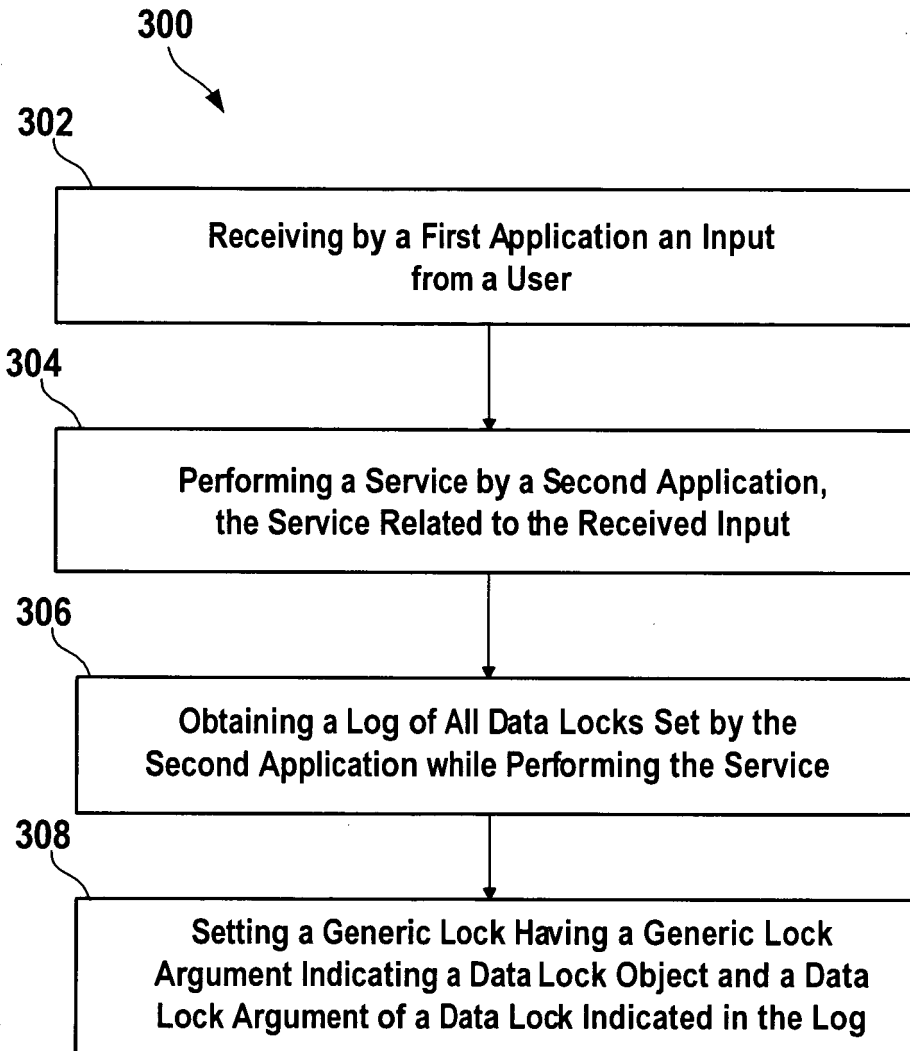 300
302
Receiving by a First Application an Input
from a User
304
Performing a Service by a Second Application,
the Service Related to the Received Input
306
Obtaining a Log of All Data Locks Set by the
Second Application while Performing the Service
308
Setting a Generic Lock Having a Generic Lock
Argument Indicating a Data Lock Object and a Data
Lock Argument of a Data Lock Indicated in the Log